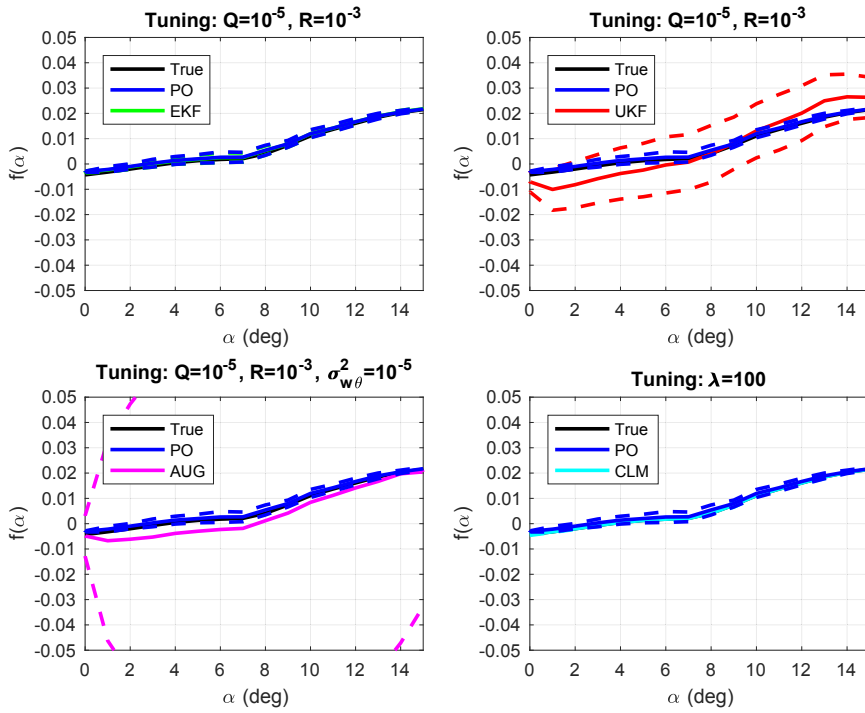 Tuning: Q=10^-5, R=10^-3
f(α)
0.05
0.04
0.03
0.02
0.01
0
-0.01
-0.02
-0.03
-0.04
-0.05
True
PO
EKF
0 2 4 6 8 10 12 14
α (deg)
Tuning: Q=10^-5, R=10^-3
f(α)
0.05
0.04
0.03
0.02
0.01
0
-0.01
-0.02
-0.03
-0.04
-0.05
True
PO
UKF
0 2 4 6 8 10 12 14
α (deg)
Tuning: Q=10^-5, R=10^-3, σ^2_wθ=10^-5
f(α)
0.05
0.04
0.03
0.02
0.01
0
-0.01
-0.02
-0.03
-0.04
-0.05
True
PO
AUG
0 2 4 6 8 10 12 14
α (deg)
Tuning: λ=100
f(α)
0.05
0.04
0.03
0.02
0.01
0
-0.01
-0.02
-0.03
-0.04
-0.05
True
PO
CLM
0 2 4 6 8 10 12 14
α (deg)